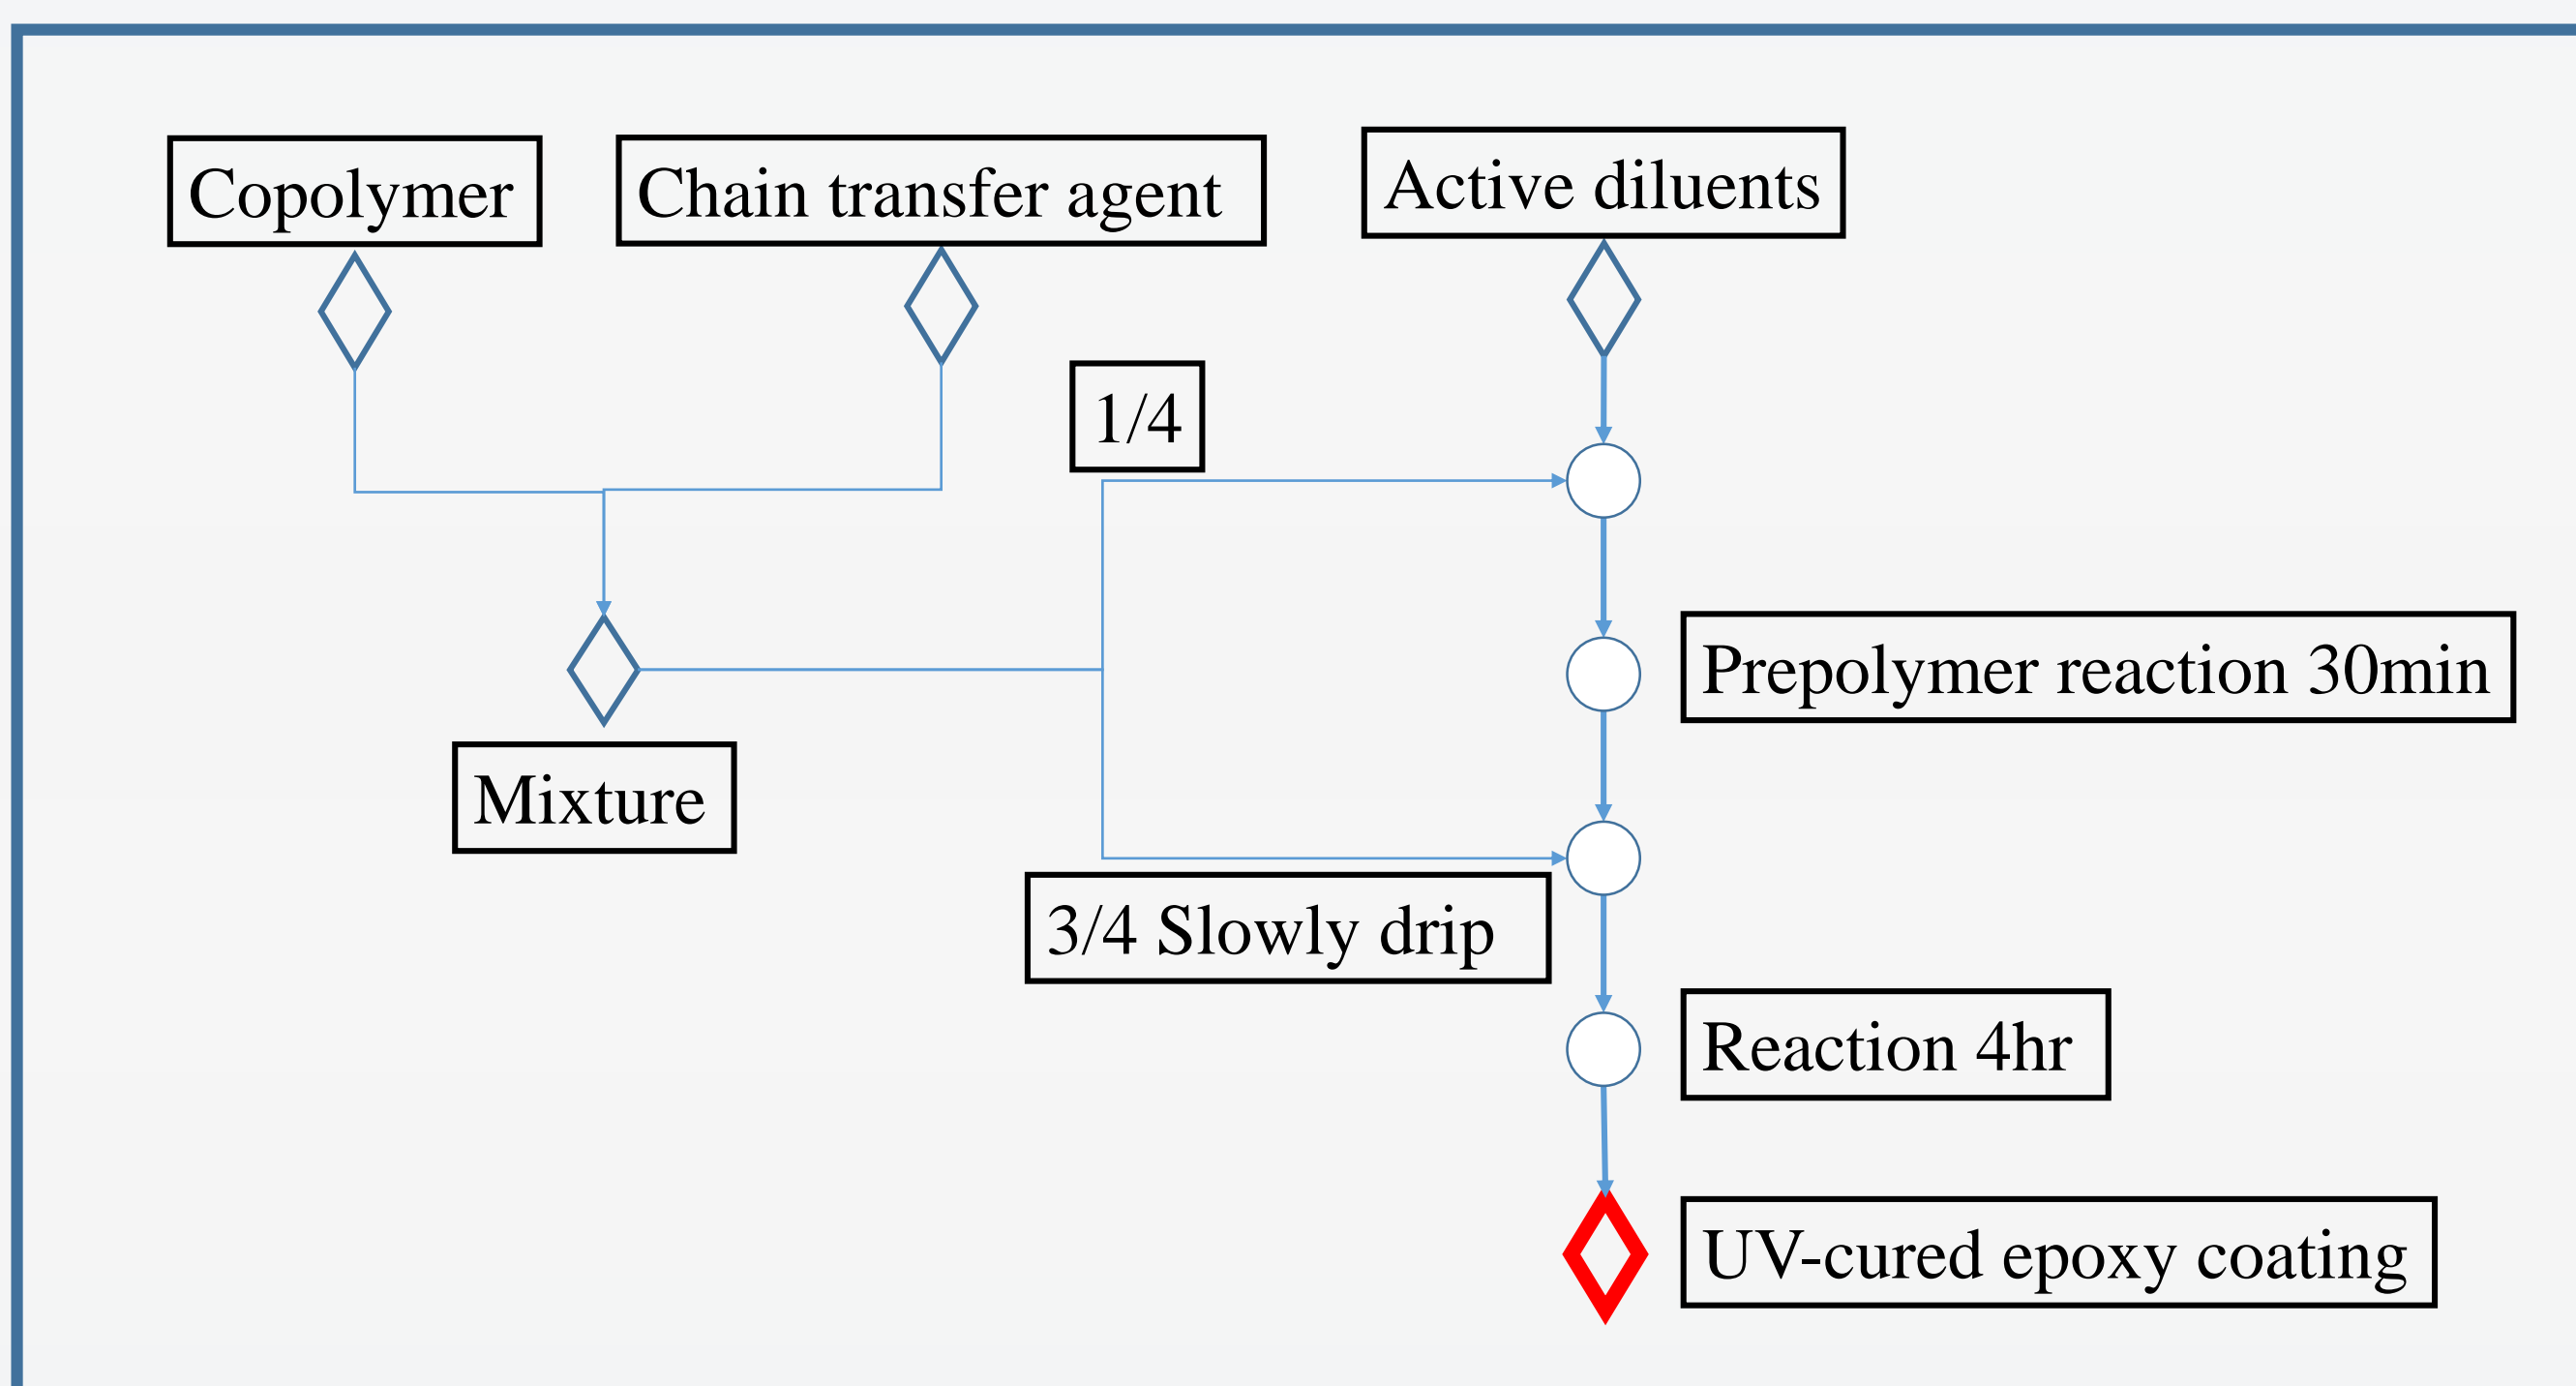 Copolymer
Chain transfer agent
Active diluents
1/4
Prepolymer reaction 30min
Mixture
3/4 Slowly drip
Reaction 4hr
UV-cured epoxy coating